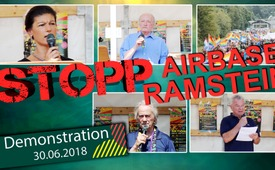 STOPP
AIRBASE
RAMSTEIN
Demonstration
30.06.2018